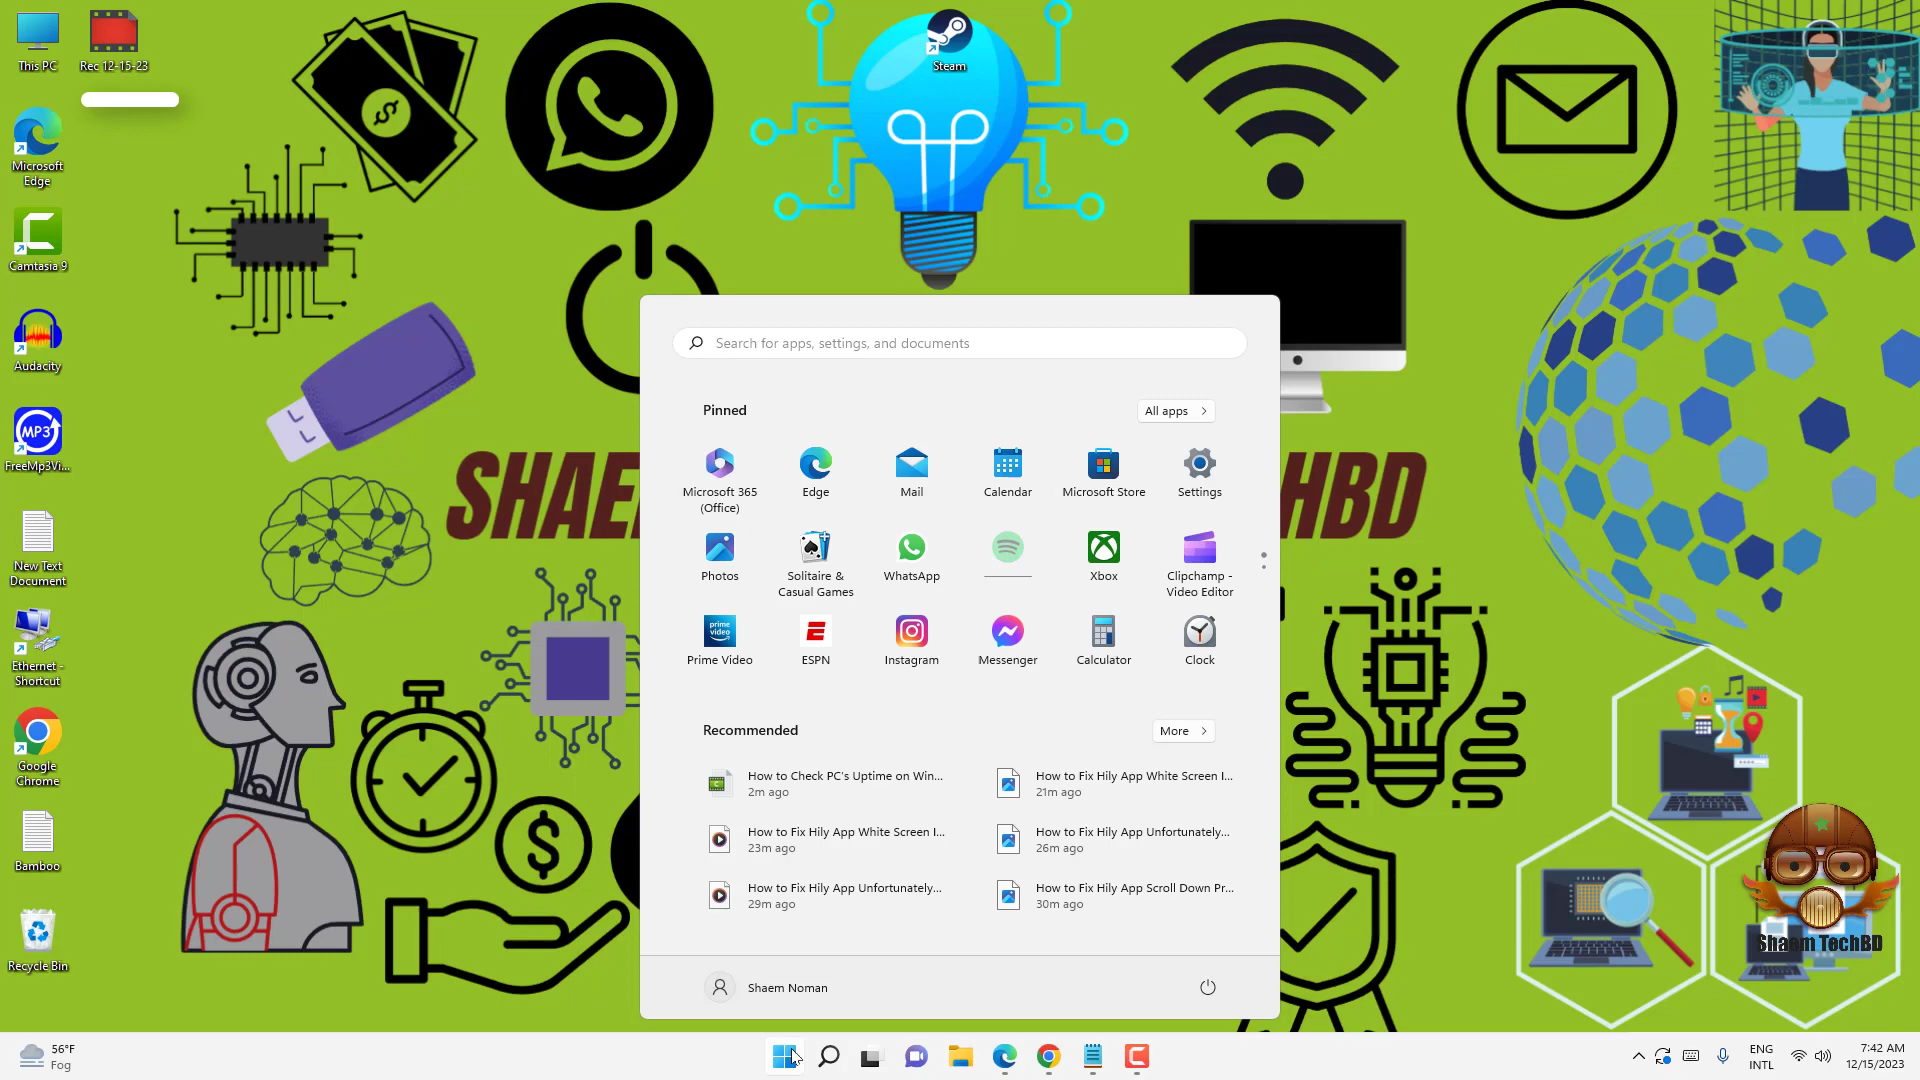 This PC
Rec 12-15-23
Steam
Microsoft
Edge
Camtasia 9
Audacity
MP3
FreeMp3Vi...
New Text
Document
Ethernet -
Shortcut
Google
Chrome
Bamboo
Recycle Bin
SHAE
HBD
Search for apps, settings, and documents
Pinned
All apps
Microsoft 365
(Office)
Edge
Mail
Calendar
Microsoft Store
Settings
Photos
Solitaire &
Casual Games
WhatsApp
Xbox
Clipchamp -
Video Editor
prime
video
Prime Video
ESPN
Instagram
Messenger
Calculator
Clock
Recommended
More
How to Check PC's Uptime on Win...
2m ago
How to Fix Hily App White Screen I...
21m ago
How to Fix Hily App White Screen I...
23m ago
How to Fix Hily App Unfortunately...
26m ago
How to Fix Hily App Unfortunately...
29m ago
How to Fix Hily App Scroll Down Pr...
30m ago
Shaem Noman
Shaem TechBD
56°F
Fog
ENG
INTL
7:42 AM
12/15/2023